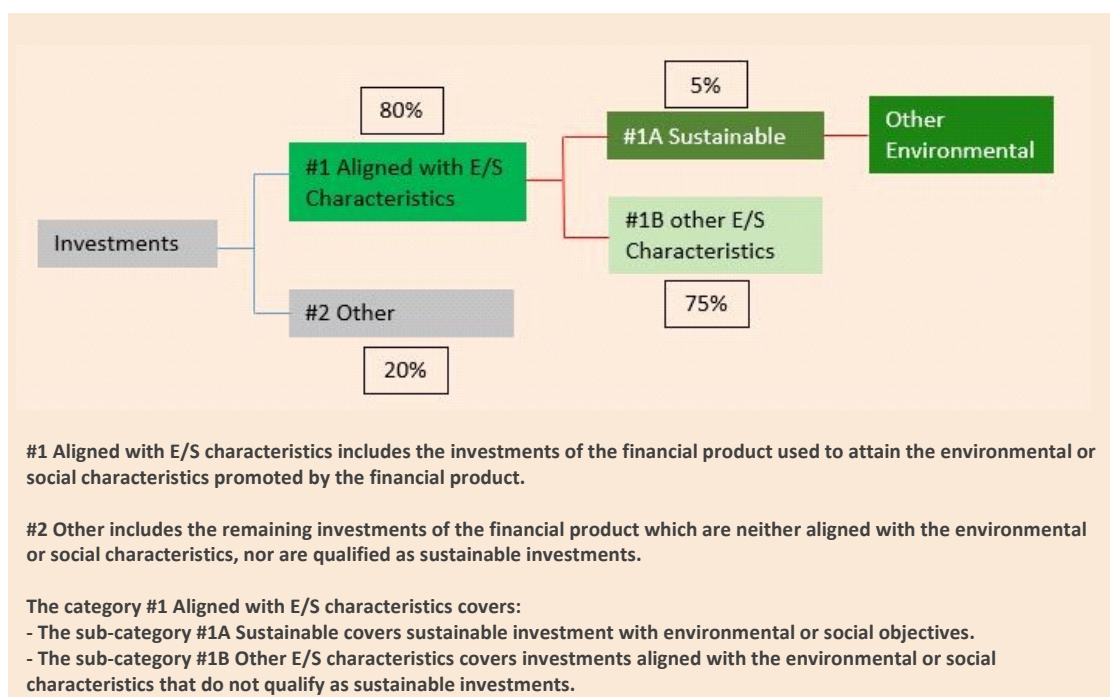 80%
#1 Aligned with E/S
Characteristics
5%
#1A Sustainable
Other
Environmental
Investments
#1B other E/S
Characteristics
75%
#2 Other
20%
#1 Aligned with E/S characteristics includes the investments of the financial product used to attain the environmental or
social characteristics promoted by the financial product.
#2 Other includes the remaining investments of the financial product which are neither aligned with the environmental
or social characteristics, nor are qualified as sustainable investments.
The category #1 Aligned with E/S characteristics covers:
- The sub-category #1A Sustainable covers sustainable investment with environmental or social objectives.
- The sub-category #1B Other E/S characteristics covers investments aligned with the environmental or social
characteristics that do not qualify as sustainable investments.